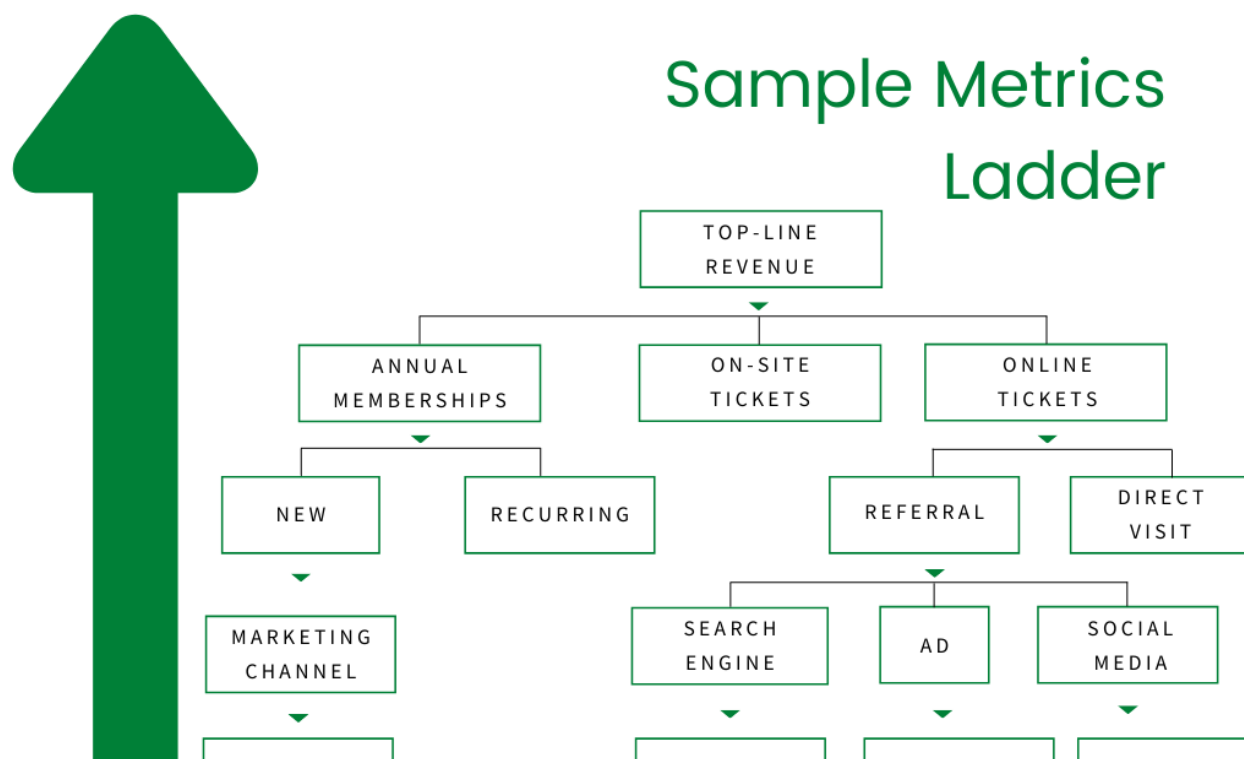 Sample Metrics
Ladder
TOP-LINE
REVENUE
ANNUAL
MEMBERSHIPS
ON-SITE
TICKETS
ONLINE
TICKETS
NEW
RECURRING
REFERRAL
DIRECT
VISIT
MARKETING
CHANNEL
SEARCH
ENGINE
AD
SOCIAL
MEDIA